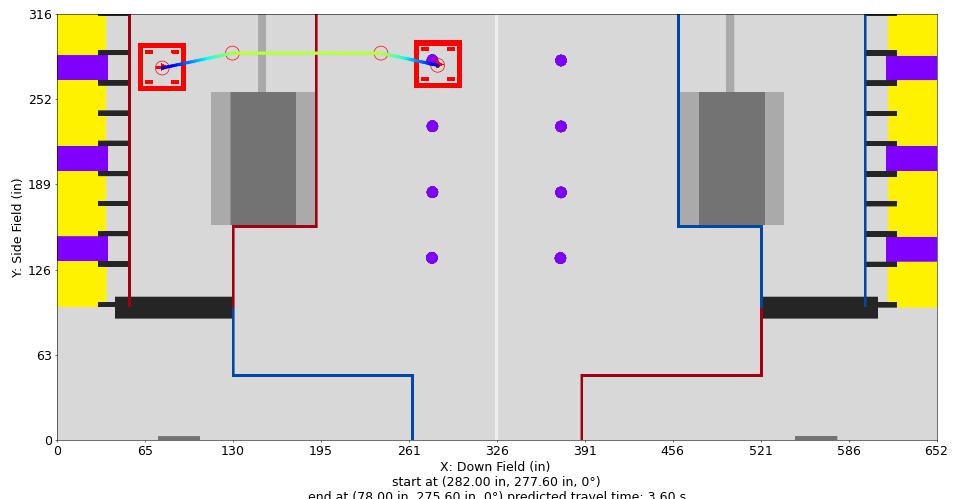 316
252
189
126
63
0
0 65 130 195 261 326 391 456 521 586 652
Y: Side Field (in)
X: Down Field (in)
start at (282.00 in, 277.60 in, 0°)
end at (78.00 in, 275.60 in, 0°) predicted travel time: 3.60 s